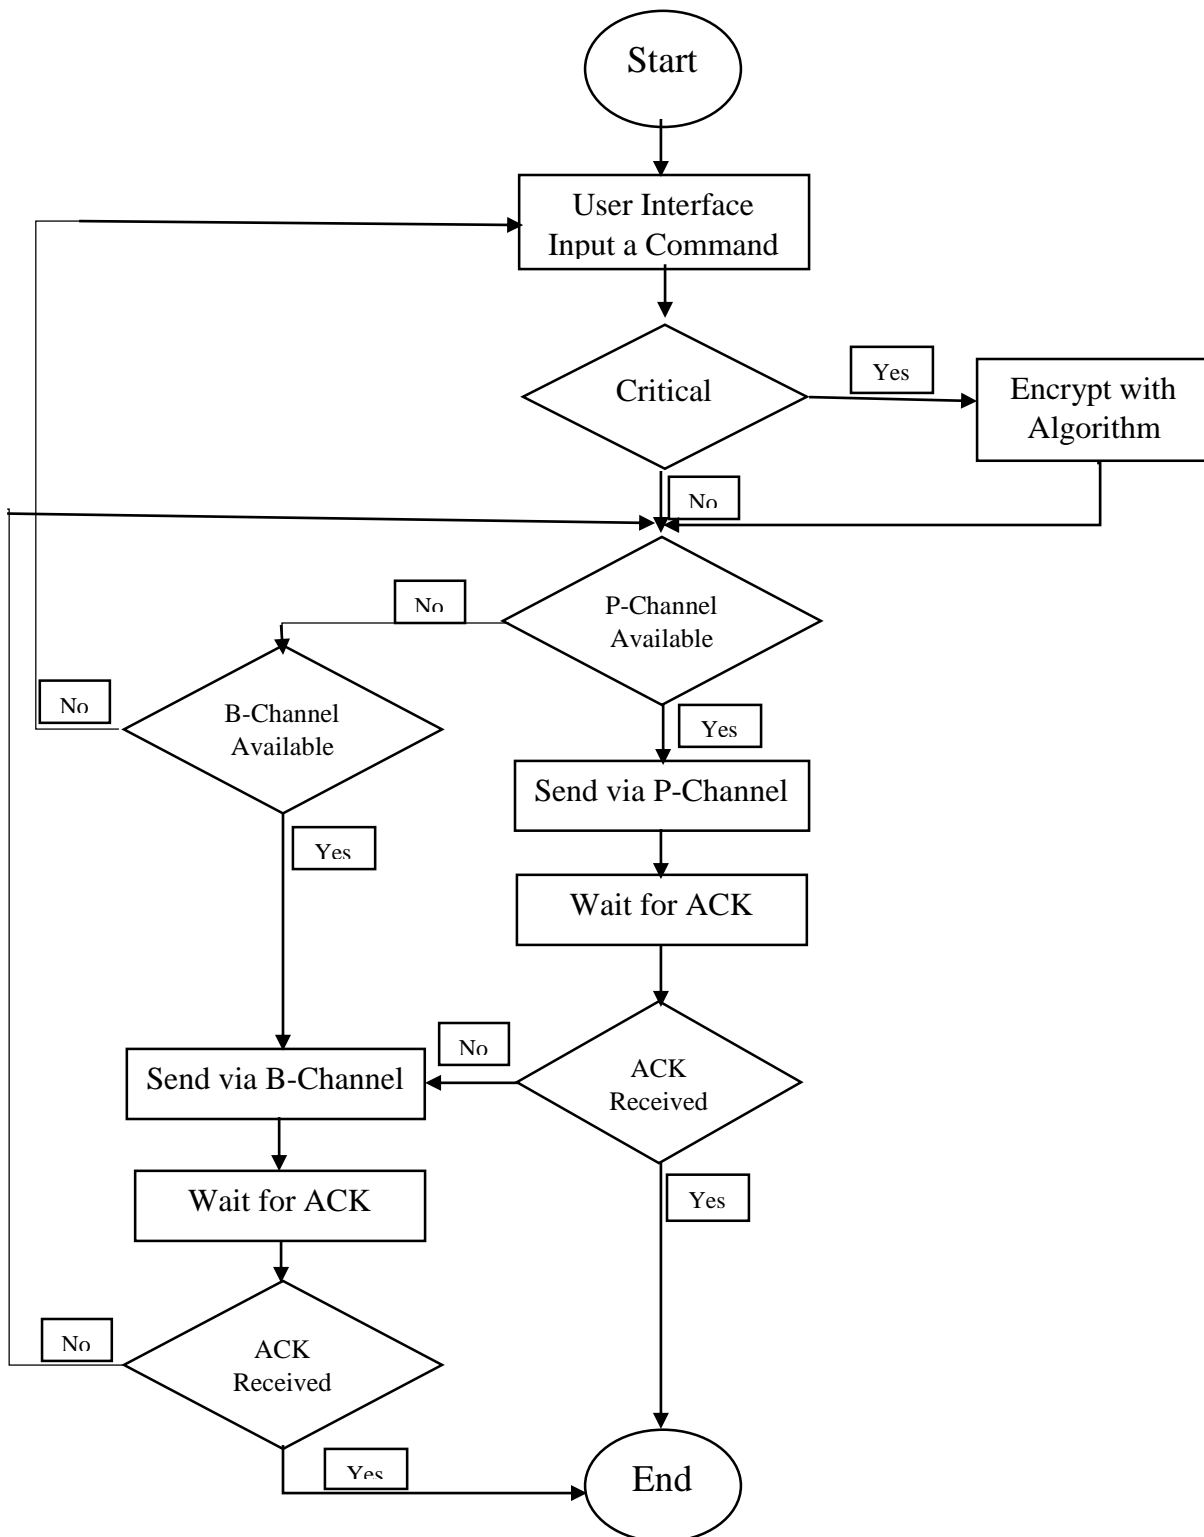 Start
User Interface
Input a Command
Critical
Yes
Encrypt with
Algorithm
No
P-Channel
Available
No
B-Channel
Available
No
Yes
Send via P-Channel
Yes
Wait for ACK
ACK
Received
No
Send via B-Channel
Wait for ACK
Yes
ACK
Received
No
Yes
End